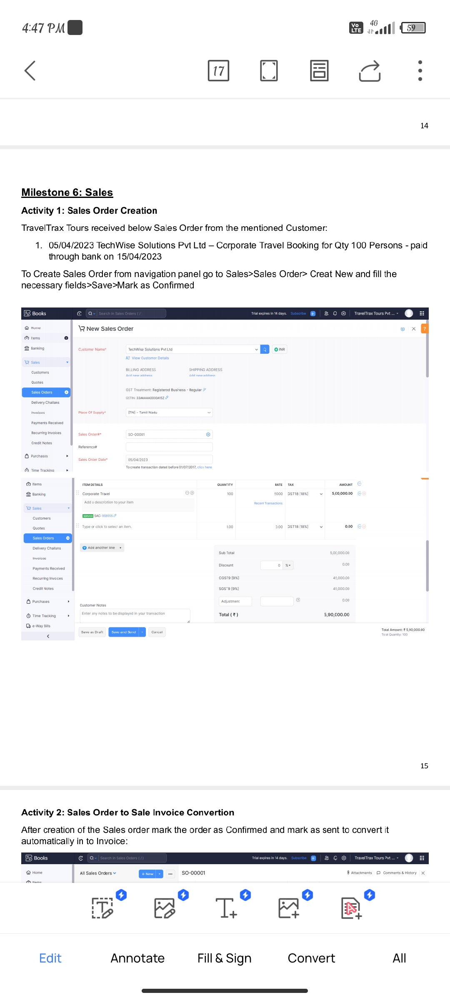 4:47 PM
Vo LTE 4G 59
17
14
Milestone 6: Sales
Activity 1: Sales Order Creation
TravelTrax Tours received below Sales Order from the mentioned Customer:
1. 05/04/2023 TechWise Solutions Pvt Ltd – Corporate Travel Booking for Qty 100 Persons - paid
through bank on 15/04/2023
To Create Sales Order from navigation panel go to Sales>Sales Order> Creat New and fill the
necessary fields>Save>Mark as Confirmed
Books
Search in Sales Orders ( / )
Trial expires in 14 days. Subscribe
TravelTrax Tours Pvt ...
Home
Items
Banking
Sales
Customers
Quotes
Sales Orders
Delivery Challans
Invoices
Payments Received
Recurring Invoices
Credit Notes
Purchases
Time Tracking
New Sales Order
?
Customer Name*
TechWise Solutions Pvt Ltd
INR
View Customer Details
BILLING ADDRESS SHIPPING ADDRESS
Add new address Add new address
GST Treatment: Registered Business - Regular
GSTIN: 33AAAAA0000A15Z
Place Of Supply* [TN] - Tamil Nadu
Sales Order#* SO-00001
Reference#
Sales Order Date* 05/04/2023
To create transaction dated before 01/07/2017, click here
Items
Banking
Sales
Customers
Quotes
Sales Orders
Delivery Challans
Invoices
Payments Received
Recurring Invoices
Credit Notes
Purchases
Time Tracking
e-Way Bills
ITEM DETAILS QUANTITY RATE TAX AMOUNT
Corporate Travel 100 5000 GST18 [18%] 5,00,000.00
Add a description to your item
Recent Transactions
SERVICE SAC: 998555
Type or click to select an item. 1.00 0.00 GST18 [18%] 0.00
Add another line
Sub Total 5,00,000.00
Discount 0 % 0.00
CGST9 [9%] 45,000.00
SGST9 [9%] 45,000.00
Adjustment 0.00
Total ( ₹ ) 5,90,000.00
Customer Notes
Enter any notes to be displayed in your transaction
Save as Draft Save and Send Cancel
Total Amount: ₹ 5,90,000.00
Total Quantity: 100
15
Activity 2: Sales Order to Sale Invoice Convertion
After creation of the Sales order mark the order as Confirmed and mark as sent to convert it
automatically in to Invoice:
Books
Search in Sales Orders ( / )
Trial expires in 14 days. Subscribe
TravelTrax Tours Pvt ...
Home
Items
All Sales Orders
+ New
SO-00001
Attachments
Comments & History
Edit Annotate Fill & Sign Convert All